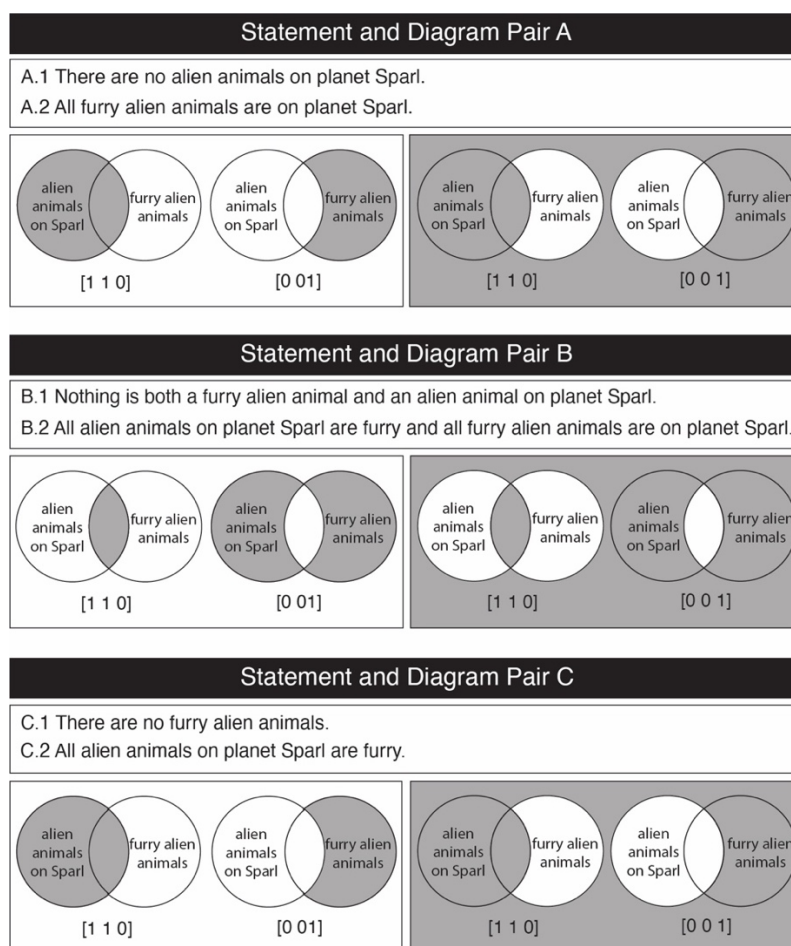 Statement and Diagram Pair A
A.1 There are no alien animals on planet Sparl.
A.2 All furry alien animals are on planet Sparl.
alien
animals
on Sparl
furry alien
animals
alien
animals
on Sparl
furry alien
animals
alien
animals
on Sparl
furry alien
animals
alien
animals
on Sparl
furry alien
animals
[1 1 0]
[0 01]
[1 1 0]
[0 0 1]
Statement and Diagram Pair B
B.1 Nothing is both a furry alien animal and an alien animal on planet Sparl.
B.2 All alien animals on planet Sparl are furry and all furry alien animals are on planet Sparl.
alien
animals
on Sparl
furry alien
animals
alien
animals
on Sparl
furry alien
animals
alien
animals
on Sparl
furry alien
animals
alien
animals
on Sparl
furry alien
animals
[1 1 0]
[0 01]
[1 1 0]
[0 0 1]
Statement and Diagram Pair C
C.1 There are no furry alien animals.
C.2 All alien animals on planet Sparl are furry.
alien
animals
on Sparl
furry alien
animals
alien
animals
on Sparl
furry alien
animals
alien
animals
on Sparl
furry alien
animals
alien
animals
on Sparl
furry alien
animals
[1 1 0]
[0 01]
[1 1 0]
[0 0 1]